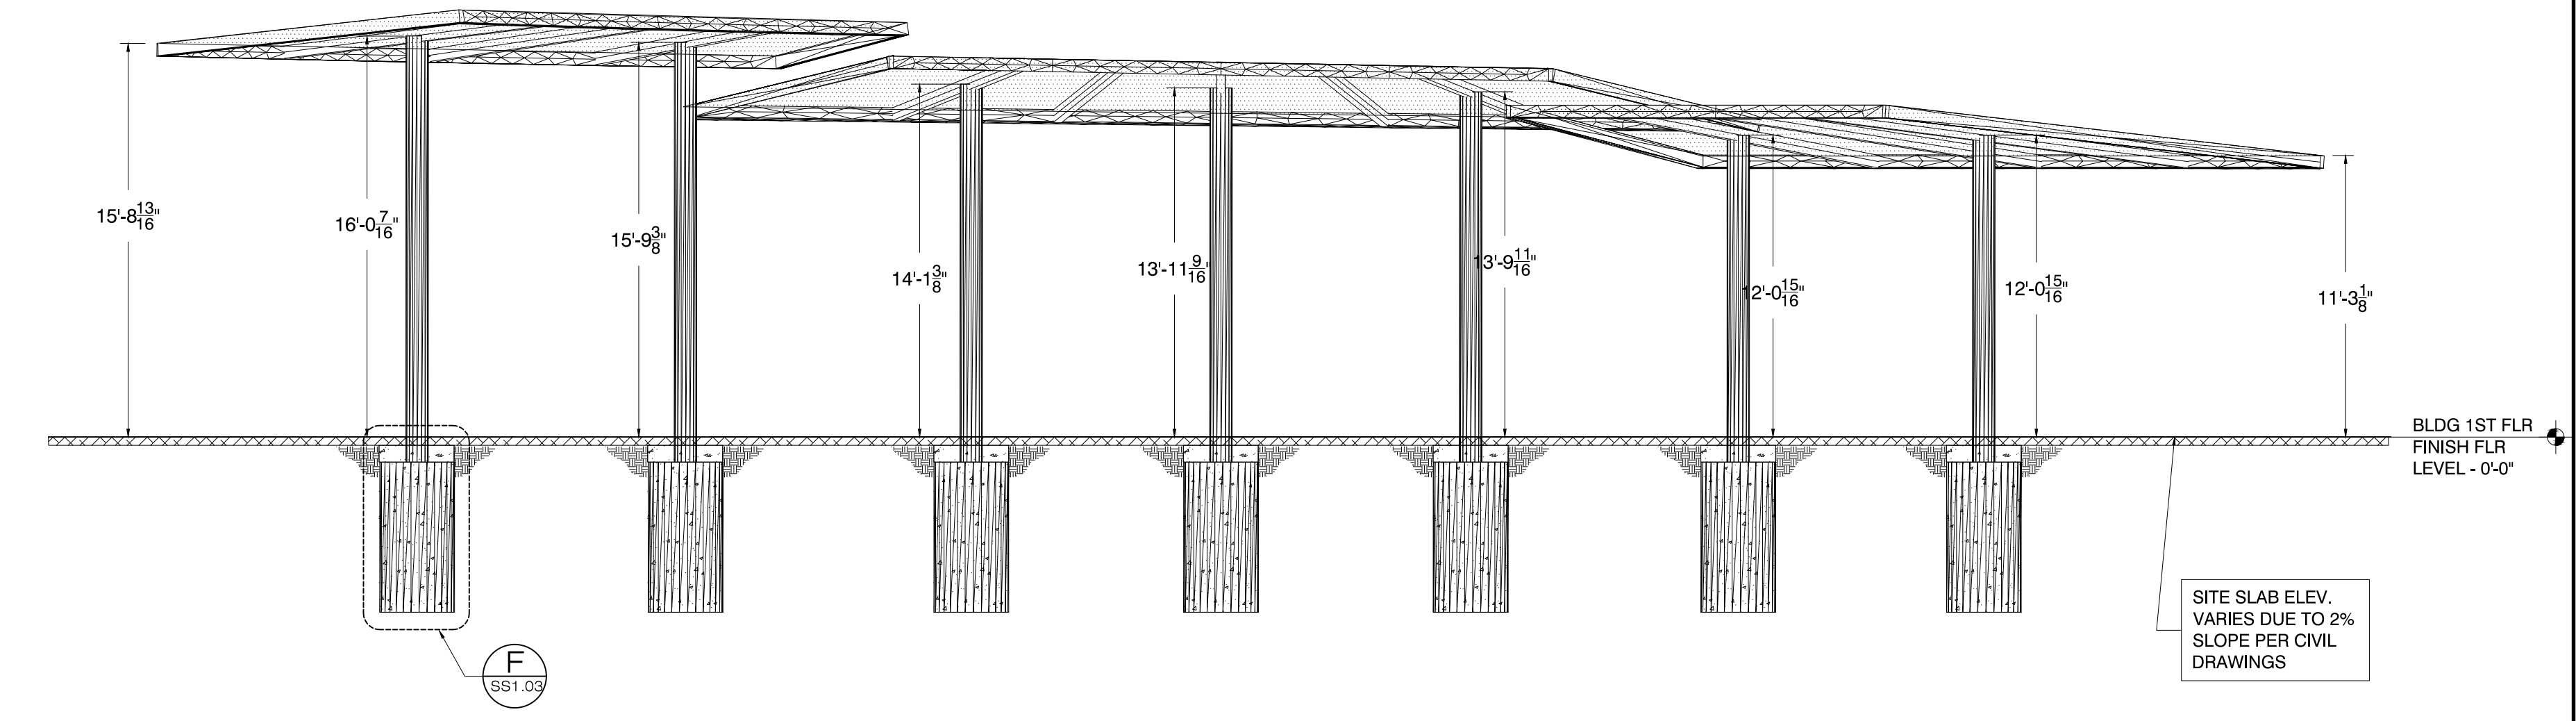 15'-8 13/16"
16'-0 7/16"
15'-9 3/8"
14'-1 3/8"
13'-11 9/16"
13'-9 11/16"
12'-0 15/16"
12'-0 15/16"
11'-3 1/8"
BLDG 1ST FLR
FINISH FLR
LEVEL - 0'-0"
SITE SLAB ELEV.
VARIES DUE TO 2%
SLOPE PER CIVIL
DRAWINGS
F
SS1.03